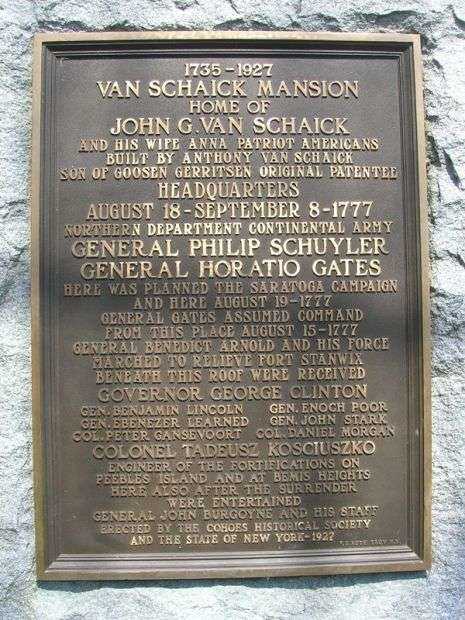 1735-1927
VAN SCHAICK MANSION
HOME OF
JOHN G. VAN SCHAICK
AND HIS WIFE ANNA PATRIOT AMERICANS
BUILT BY ANTHONY VAN SCHAICK
SON OF GOOSEN GERRITSEN ORIGINAL PATENTEE
HEADQUARTERS
AUGUST 18-SEPTEMBER 8-1777
NORTHERN DEPARTMENT CONTINENTAL ARMY
GENERAL PHILIP SCHUYLER
GENERAL HORATIO GATES
HERE WAS PLANNED THE SARATOGA CAMPAIGN
AND HERE AUGUST 19-1777
GENERAL GATES ASSUMED COMMAND
FROM THIS PLACE AUGUST 15-1777
GENERAL BENEDICT ARNOLD AND HIS FORCE
MARCHED TO RELIEVE FORT STANWIX
BENEATH THIS ROOF WERE RECEIVED
GOVERNOR GEORGE CLINTON
GEN. BENJAMIN LINCOLN GEN. ENOCH POOR
GEN. EBENEZER LEARNED GEN. JOHN STARK
COL. PETER GANSEVOORT COL. DANIEL MORGAN
COLONEL TADEUSZ KOSCIUSZKO
ENGINEER OF THE FORTIFICATIONS ON
PEEBLES ISLAND AND AT BEMIS HEIGHTS
HERE ALSO AFTER THE SURRENDER
WERE ENTERTAINED
GENERAL JOHN BURGOYNE AND HIS STAFF
ERECTED BY THE COHOES HISTORICAL SOCIETY
AND THE STATE OF NEW YORK-1927
TROY N.Y.